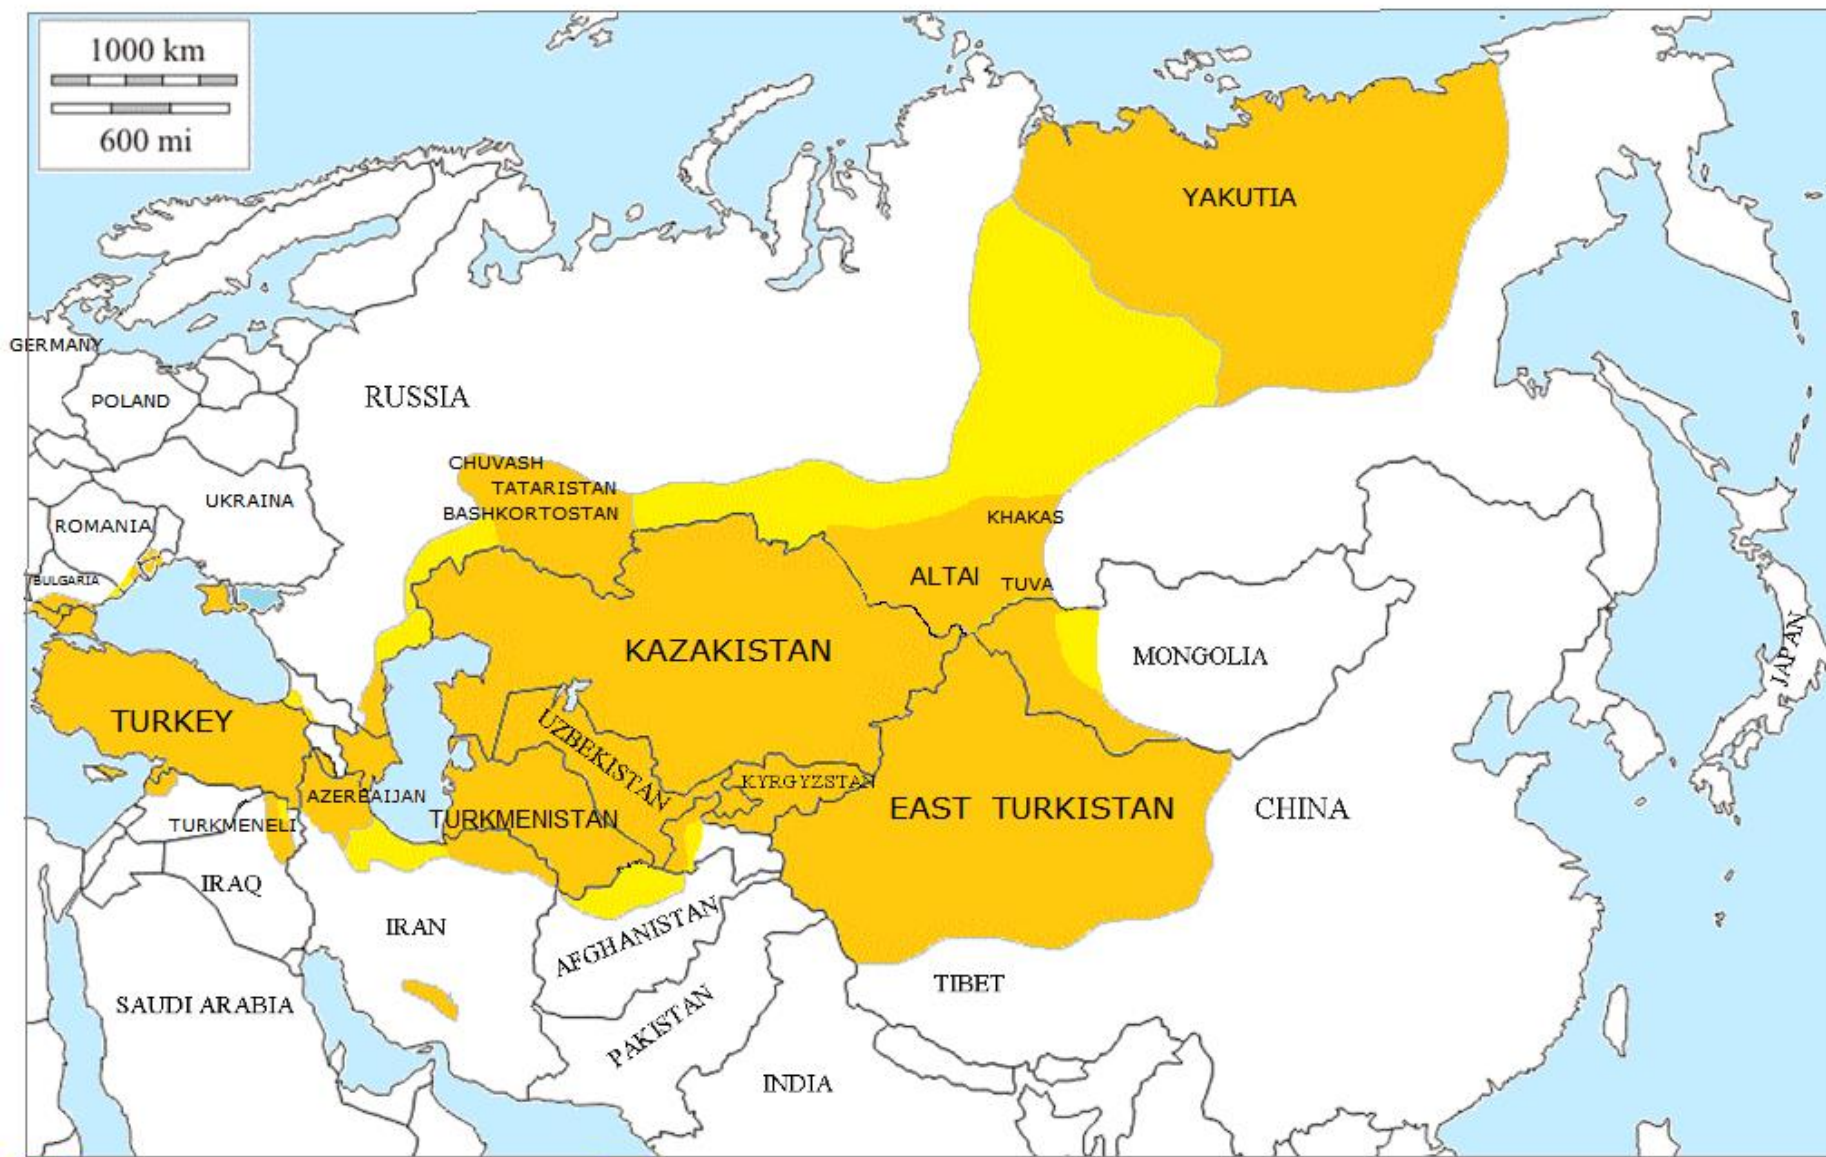 1000 km
600 mi
YAKUTIA
GERMANY
POLAND
RUSSIA
CHUVASH
TATARISTAN
UKRAINA
BASHKORTOSTAN
ROMANIA
KHAKAS
BULGARIA
ALTAI
TUVA
KAZAKISTAN
MONGOLIA
JAPAN
TURKEY
UZBEKISTAN
KYRGYZSTAN
AZERBAIJAN
EAST TURKISTAN
CHINA
TURKMENELI
TURKMENISTAN
IRAQ
IRAN
AFGHANISTAN
TIBET
SAUDI ARABIA
PAKISTAN
INDIA